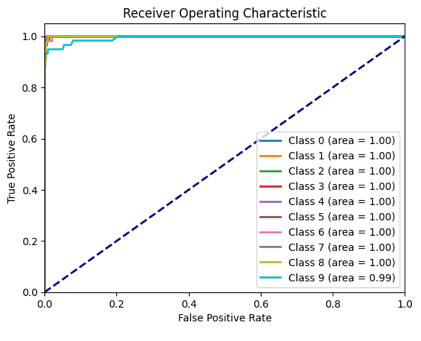 Receiver Operating Characteristic
True Positive Rate
1.0
0.8
0.6
0.4
0.2
0.0
Class 0 (area = 1.00)
Class 1 (area = 1.00)
Class 2 (area = 1.00)
Class 3 (area = 1.00)
Class 4 (area = 1.00)
Class 5 (area = 1.00)
Class 6 (area = 1.00)
Class 7 (area = 1.00)
Class 8 (area = 1.00)
Class 9 (area = 0.99)
0.0 0.2 0.4 0.6 0.8 1.0
False Positive Rate